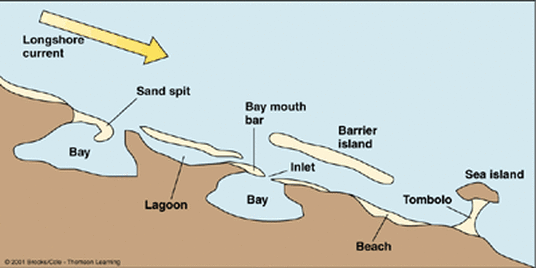 Longshore
current
Sand spit
Bay mouth
bar
Barrier
island
Bay
Inlet
Sea island
Lagoon
Bay
Tombolo
Beach
© 2001 Brooks/Cole - Thomson Learning